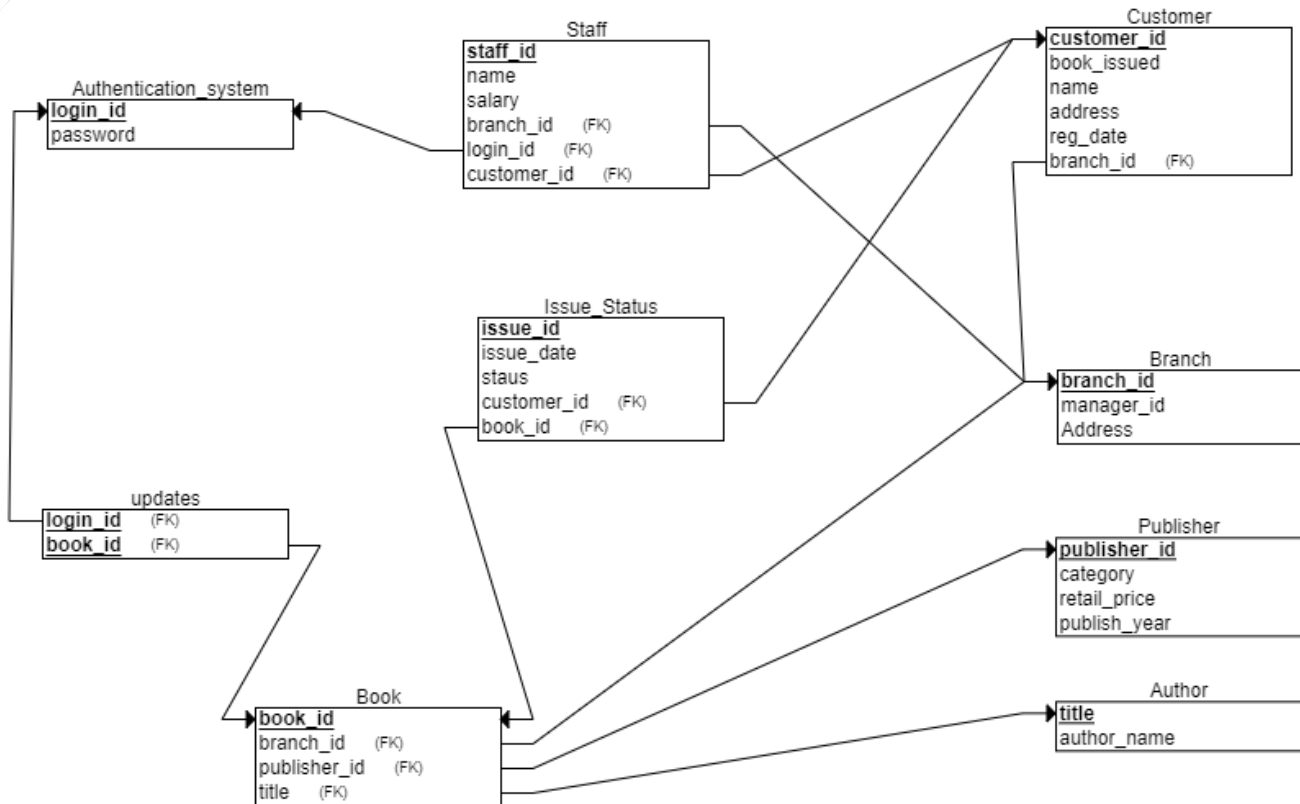 Staff
staff_id
name
salary
branch_id (FK)
login_id (FK)
customer_id (FK)
Customer
customer_id
book_issued
name
address
reg_date
branch_id (FK)
Authentication_system
login_id
password
Issue_Status
issue_id
issue_date
staus
customer_id (FK)
book_id (FK)
Branch
branch_id
manager_id
Address
updates
login_id (FK)
book_id (FK)
Publisher
publisher_id
category
retail_price
publish_year
Book
book_id
branch_id (FK)
publisher_id (FK)
title (FK)
Author
title
author_name